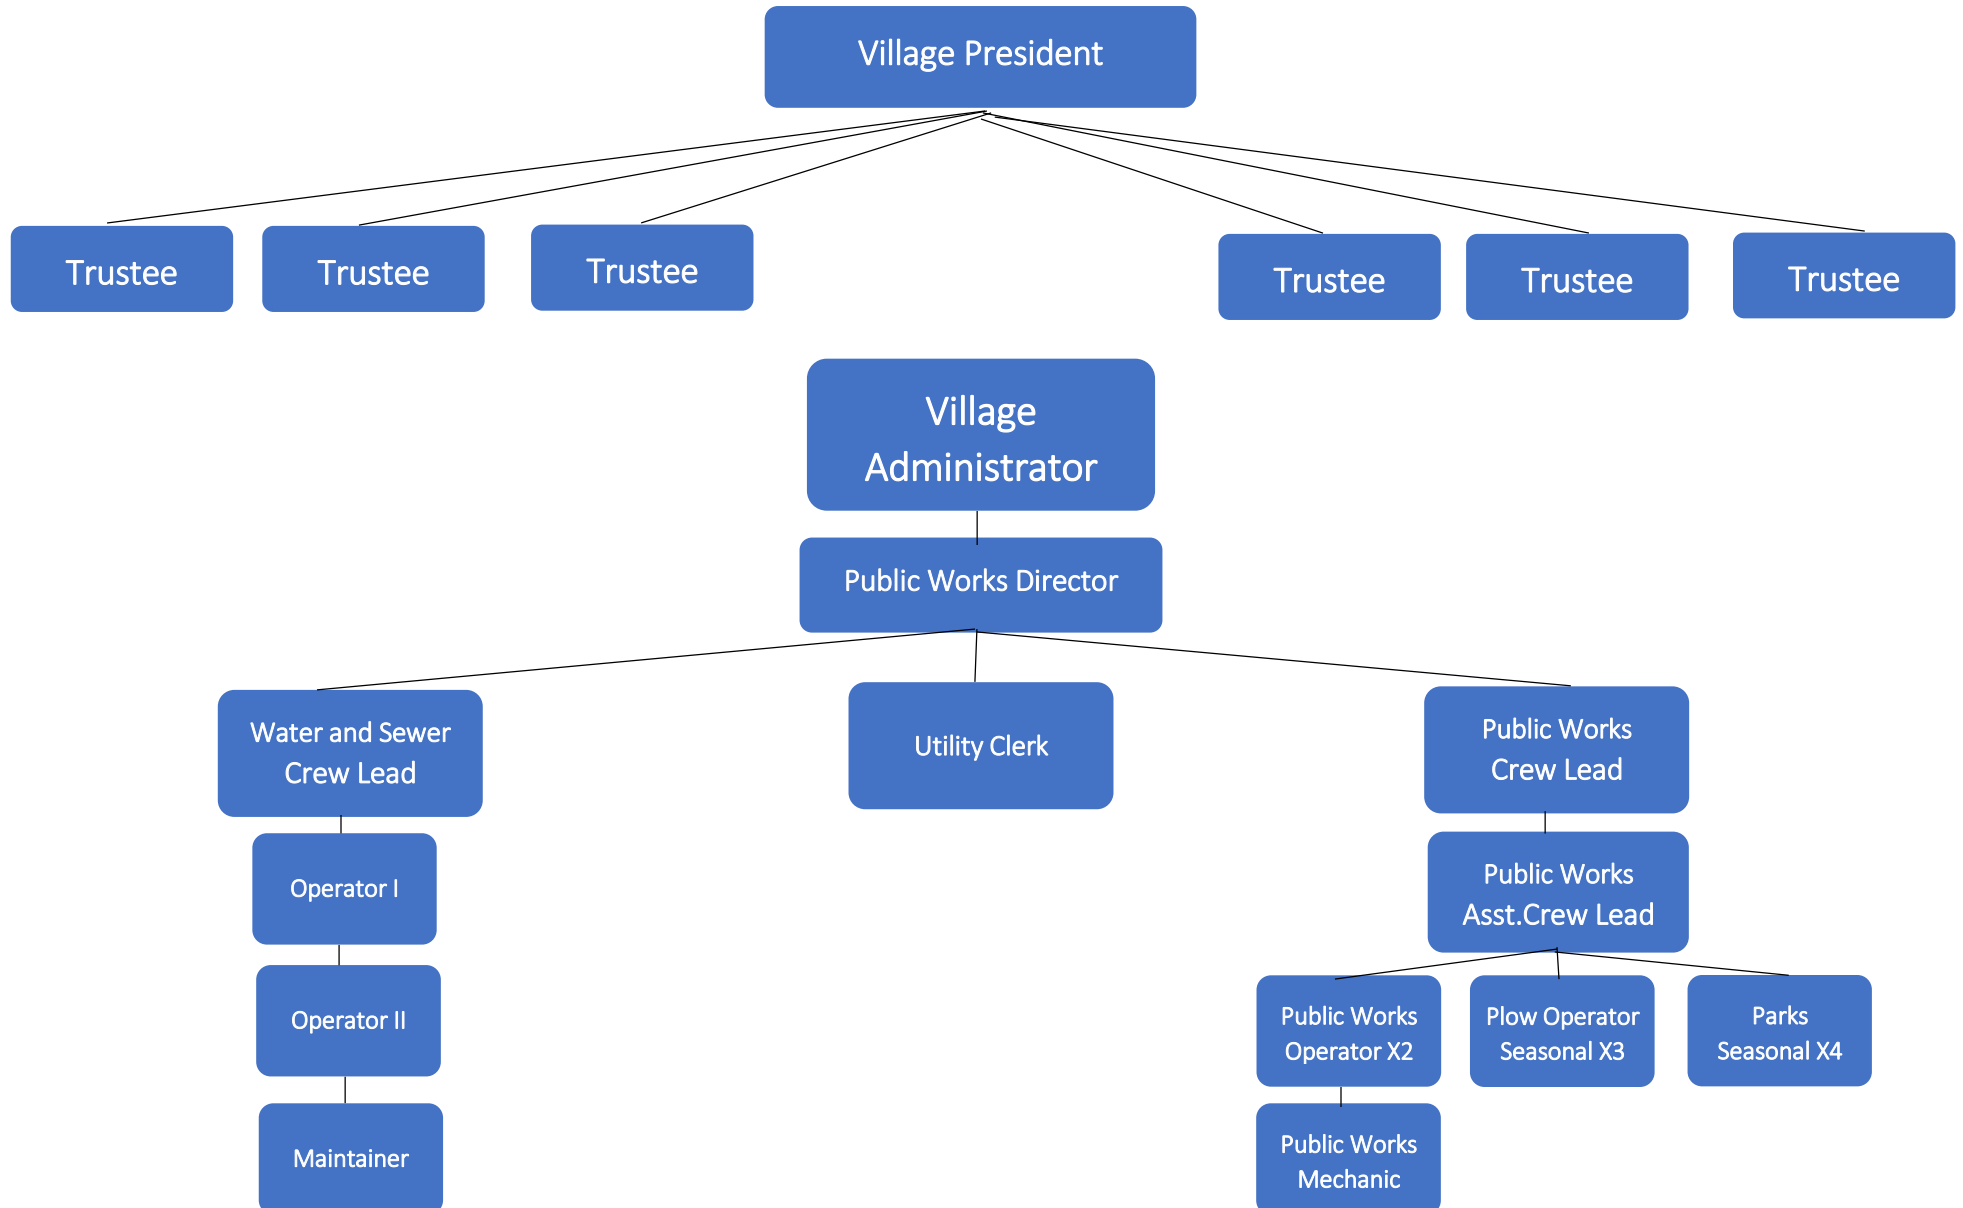 Village President
Trustee
Trustee
Trustee
Trustee
Trustee
Trustee
Village
Administrator
Public Works Director
Water and Sewer
Crew Lead
Utility Clerk
Public Works
Crew Lead
Operator I
Public Works
Asst.Crew Lead
Operator II
Public Works
Operator X2
Plow Operator
Seasonal X3
Parks
Seasonal X4
Maintainer
Public Works
Mechanic